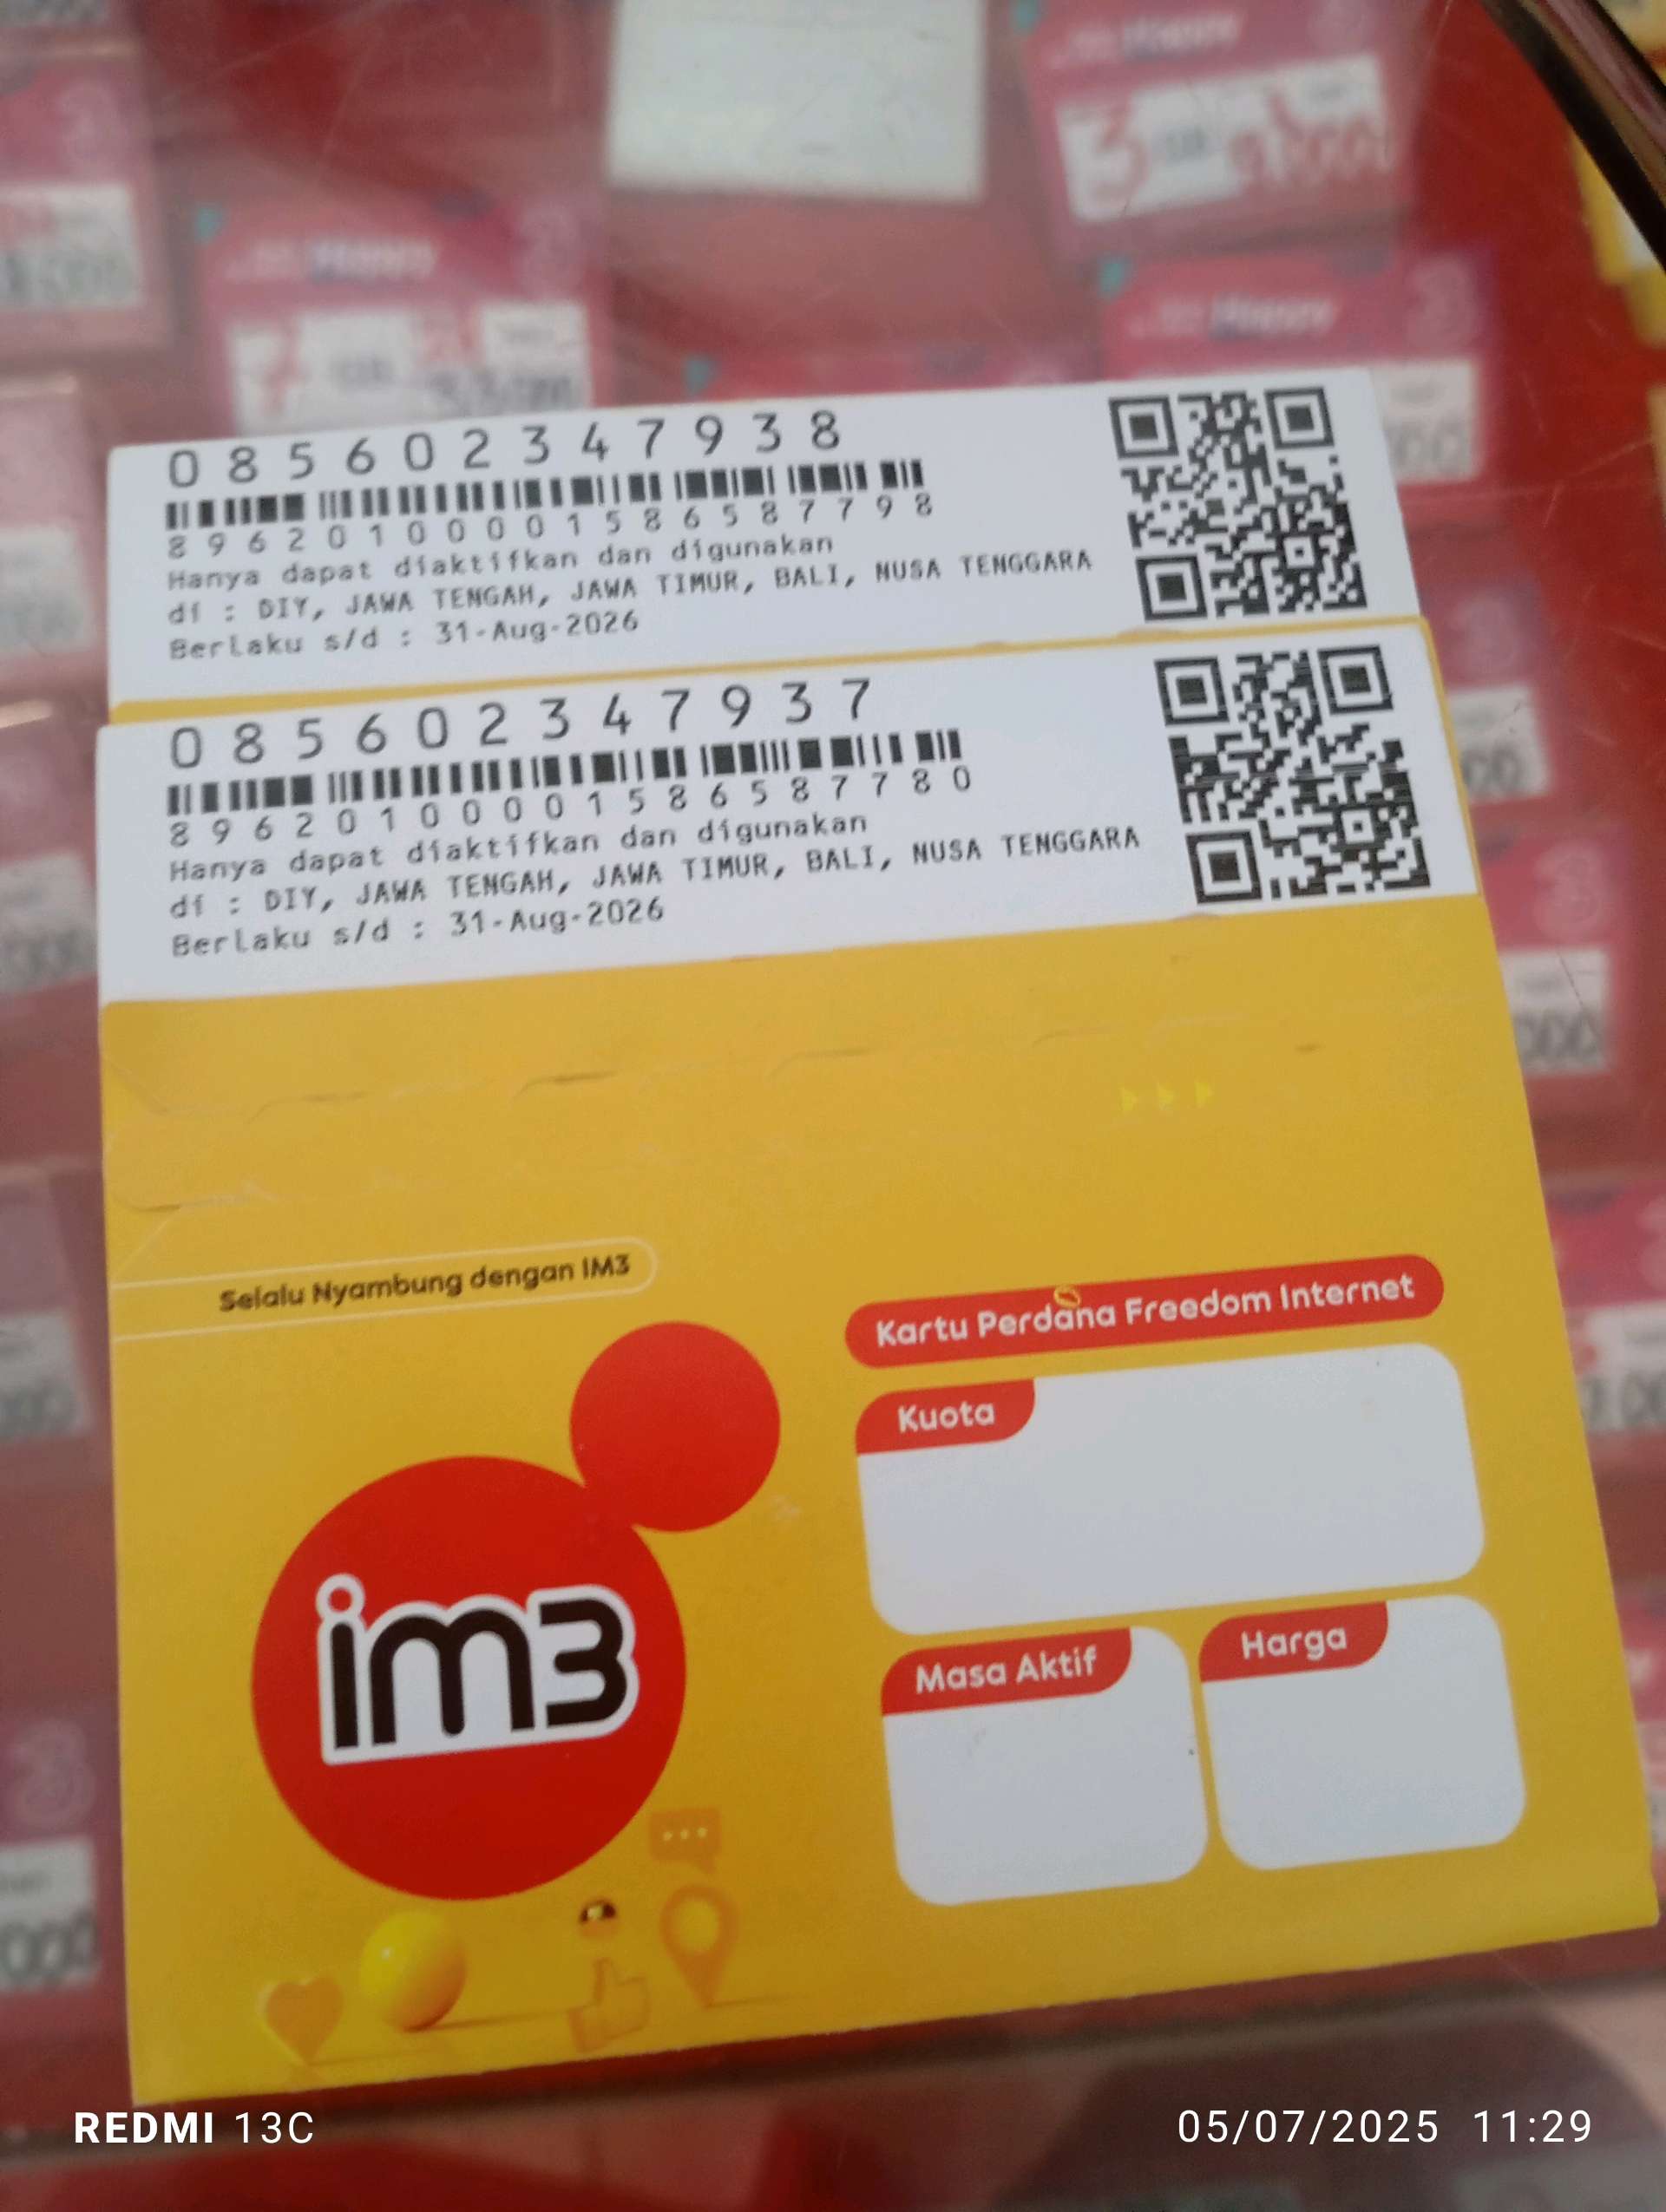 085602347938
89620100001586587798
Hanya dapat diaktifkan dan digunakan
di : DIY, JAWA TENGAH, JAWA TIMUR, BALI, NUSA TENGGARA
Berlaku s/d : 31-Aug-2026
085602347937
89620100001586587780
Hanya dapat diaktifkan dan digunakan
di : DIY, JAWA TENGAH, JAWA TIMUR, BALI, NUSA TENGGARA
Berlaku s/d : 31-Aug-2026
Selalu Nyambung dengan IM3
Kartu Perdana Freedom Internet
Kuota
im3
Masa Aktif
Harga
REDMI 13C
05/07/2025 11:29